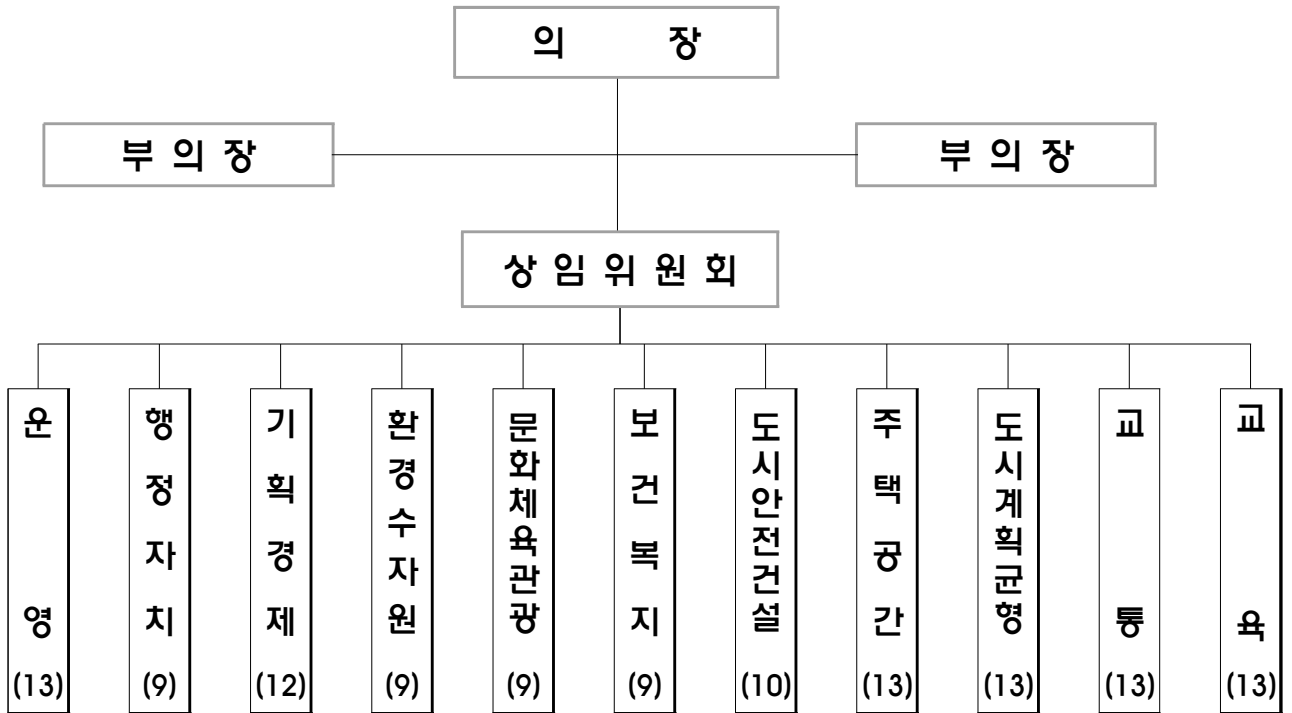 의 장
부 의 장
부 의 장
상 임 위 원 회
운 영 (13)
행 정 자 치 (9)
기 획 경 제 (12)
환 경 수 자 원 (9)
문화체육관광 (9)
보 건 복 지 (9)
도시안전건설 (10)
주 택 공 간 (13)
도시계획균형 (13)
교 통 (13)
교 육 (13)